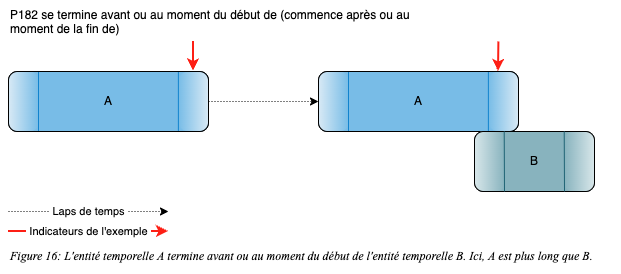 P182 se termine avant ou au moment du début de (commence après ou au
moment de la fin de)
A
A
B
Laps de temps
Indicateurs de l'exemple
Figure 16: L'entité temporelle A termine avant ou au moment du début de l'entité temporelle B. Ici, A est plus long que B.